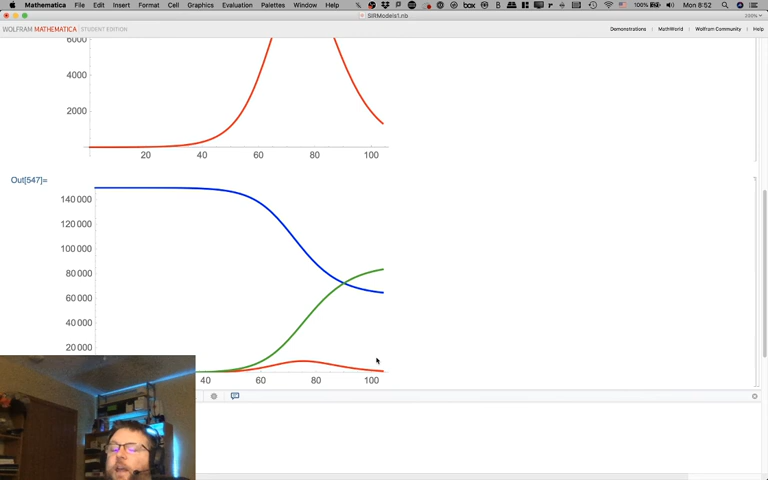 Mathematica File Edit Insert Format Cell Graphics Evaluation Palettes Window Help box 100% Mon 8:52
SIRModels1.nb
200%
WOLFRAM MATHEMATICA | STUDENT EDITION
Demonstrations | MathWorld | Wolfram Community | Help
6000
4000
2000
20 40 60 80 100
Out[547]=
140 000
120 000
100 000
80 000
60 000
40 000
20 000
40 60 80 100